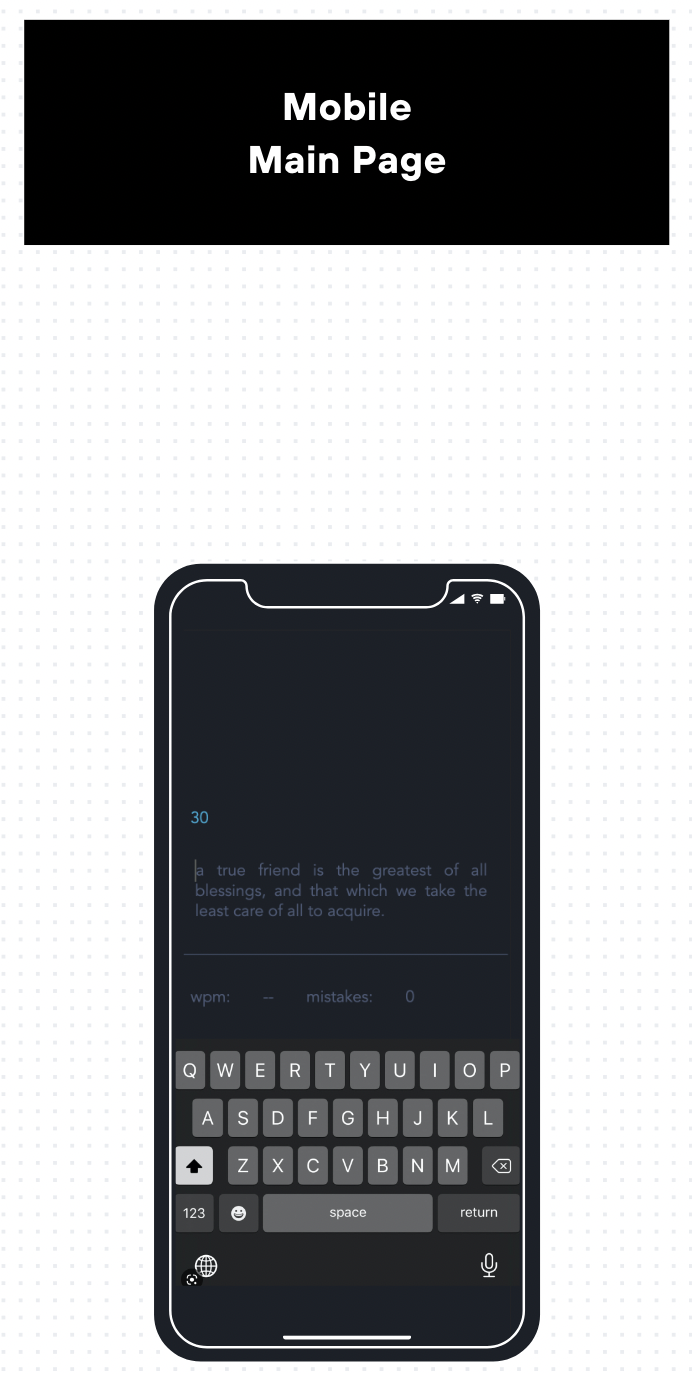 Mobile
Main Page
30
a true friend is the greatest of all
blessings, and that which we take the
least care of all to acquire.
wpm: -- mistakes: 0
Q W E R T Y U I O P
A S D F G H J K L
Z X C V B N M
123 space return